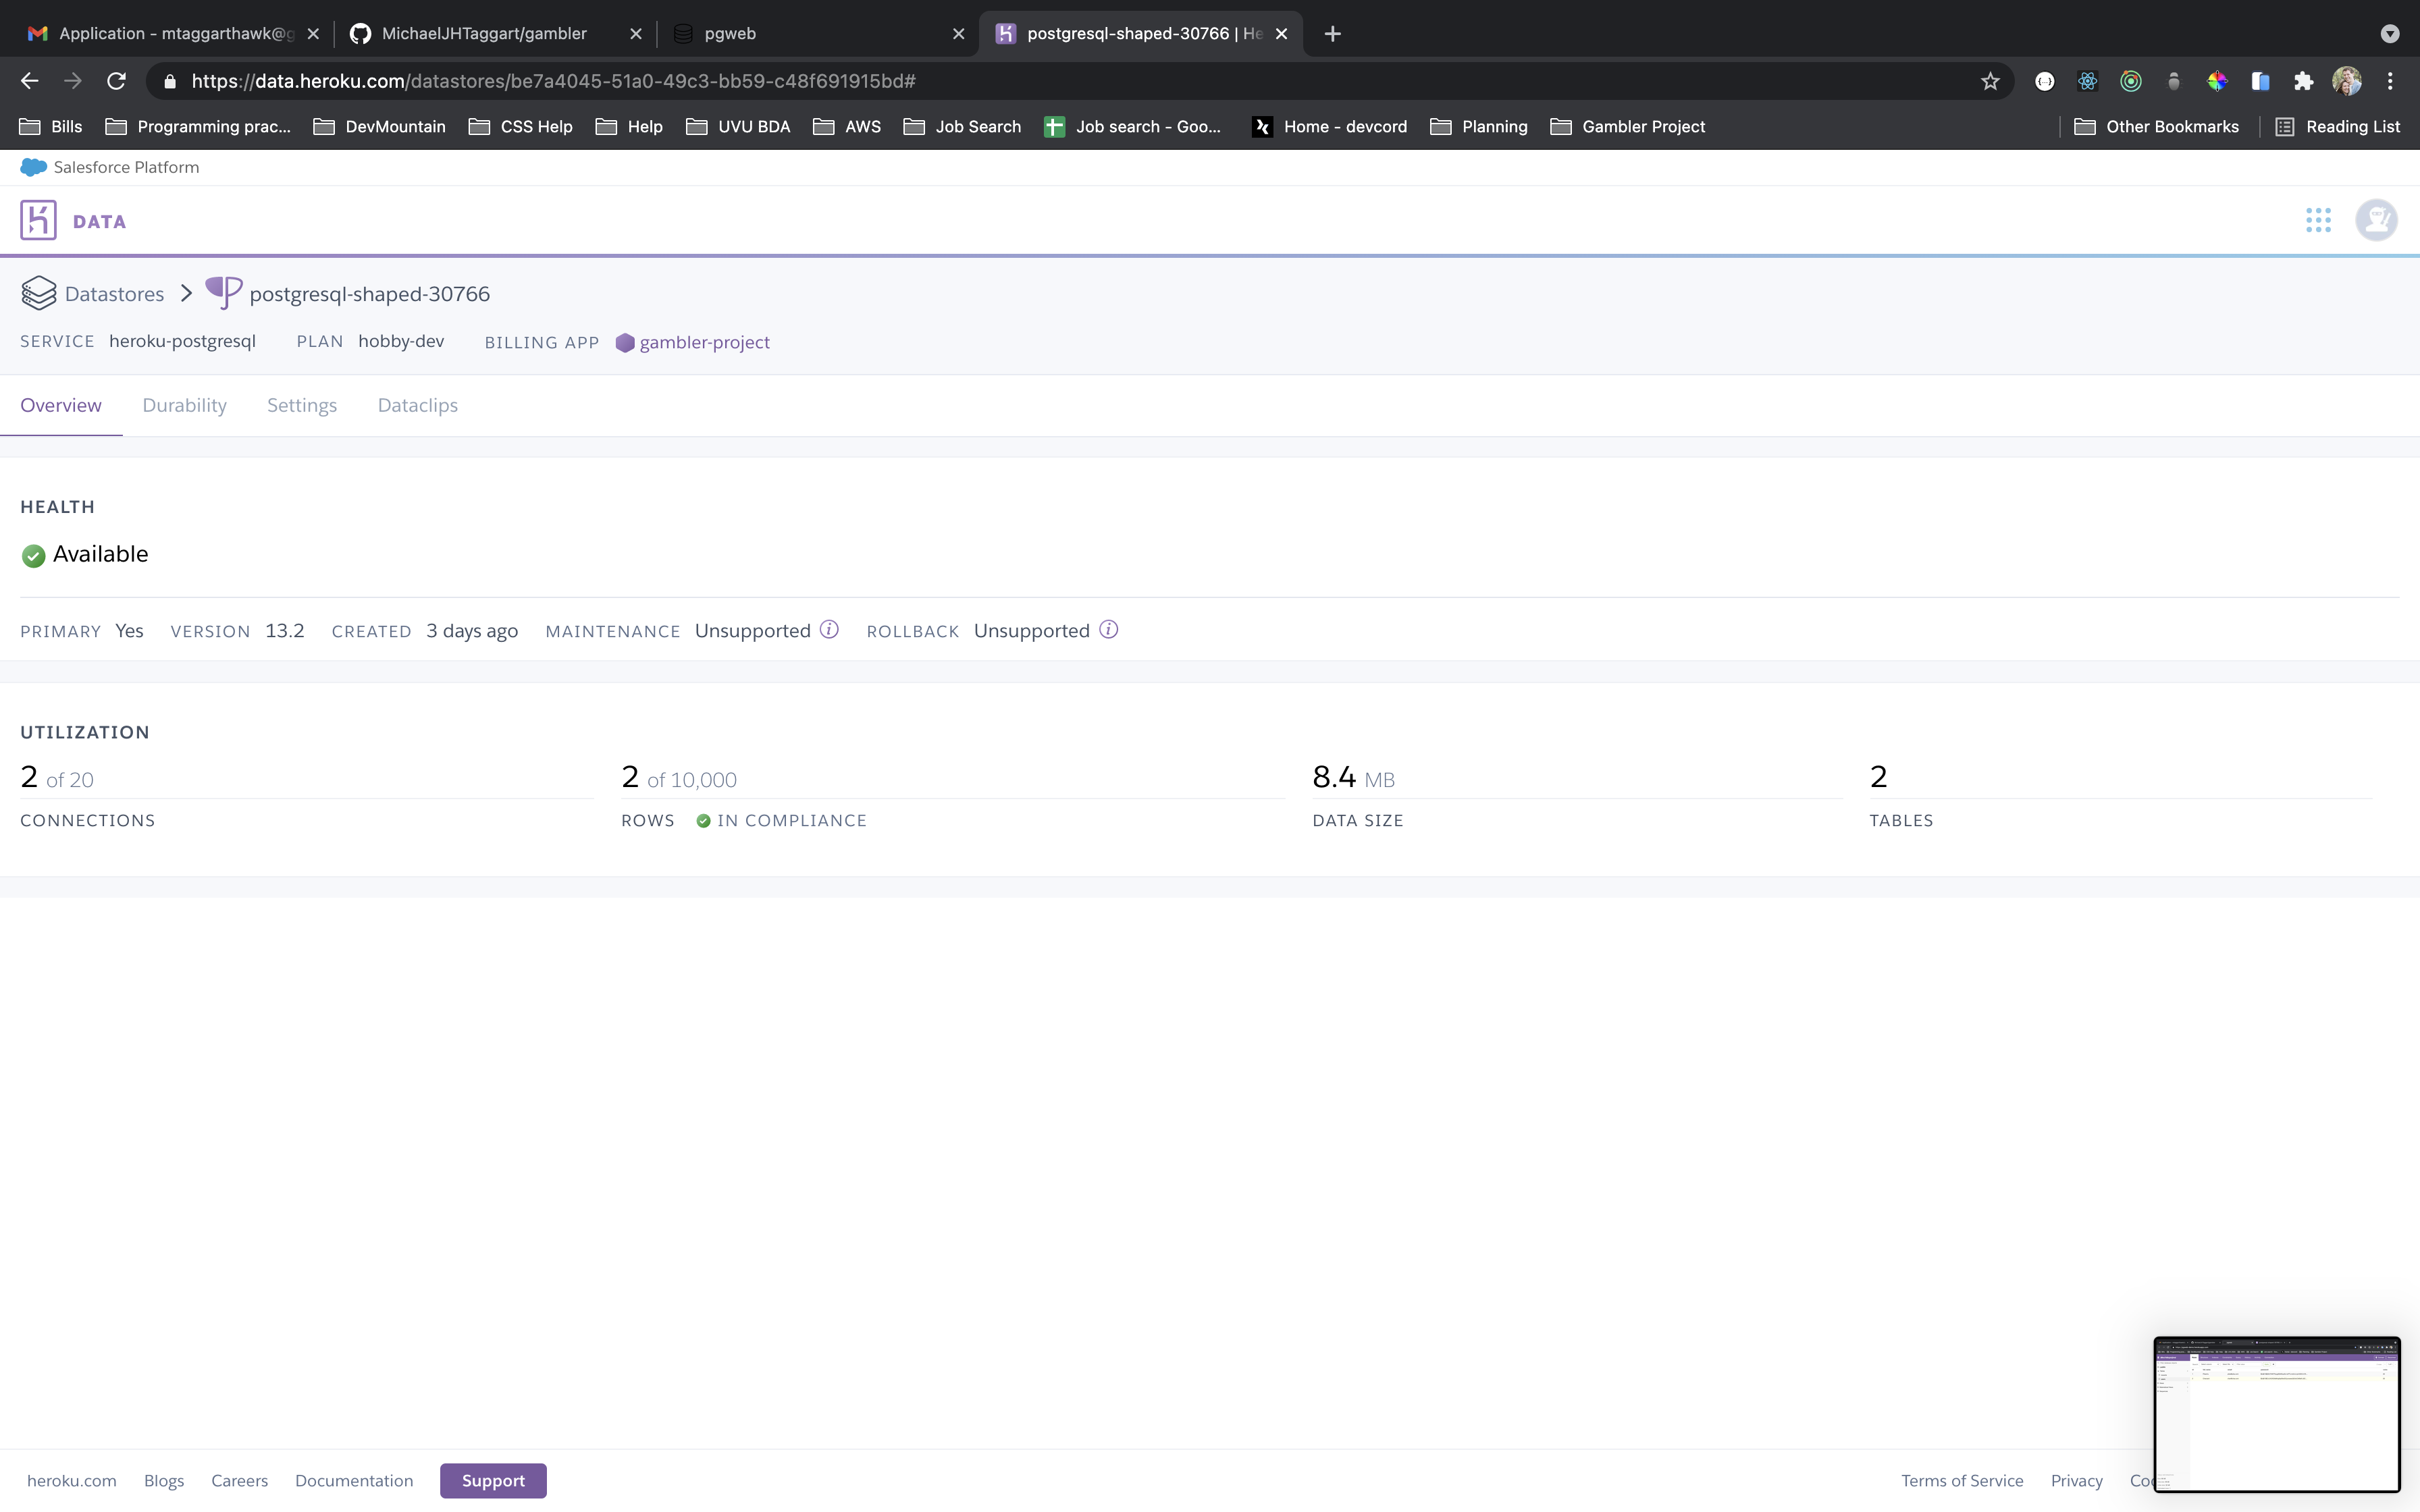 Application - mtaggarthawk@g
MichaelJHTaggart/gambler
pgweb
postgresql-shaped-30766 | He
https://data.heroku.com/datastores/be7a4045-51a0-49c3-bb59-c48f691915bd#
Bills Programming prac... DevMountain CSS Help Help UVU BDA AWS Job Search Job search - Goo... Home - devcord Planning Gambler Project Other Bookmarks Reading List
Salesforce Platform
DATA
Datastores > postgresql-shaped-30766
SERVICE heroku-postgresql PLAN hobby-dev BILLING APP gambler-project
Overview Durability Settings Dataclips
HEALTH
Available
PRIMARY Yes VERSION 13.2 CREATED 3 days ago MAINTENANCE Unsupported ROLLBACK Unsupported
UTILIZATION
2 of 20 2 of 10,000 8.4 MB 2
CONNECTIONS ROWS IN COMPLIANCE DATA SIZE TABLES
heroku.com Blogs Careers Documentation Support Terms of Service Privacy